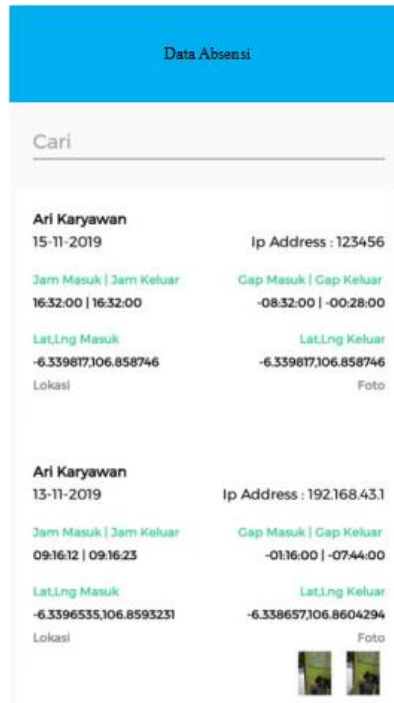 Data Absensi
Cari
Ari Karyawan
15-11-2019 Ip Address : 123456
Jam Masuk | Jam Keluar Gap Masuk | Gap Keluar
16:32:00 | 16:32:00 -08:32:00 | -00:28:00
Lat,Lng Masuk Lat,Lng Keluar
-6.339817,106.858746 -6.339817,106.858746
Lokasi Foto
Ari Karyawan
13-11-2019 Ip Address : 192.168.43.1
Jam Masuk | Jam Keluar Gap Masuk | Gap Keluar
09:16:12 | 09:16:23 -01:16:00 | -07:44:00
Lat,Lng Masuk Lat,Lng Keluar
-6.3396535,106.8593231 -6.338657,106.8604294
Lokasi Foto